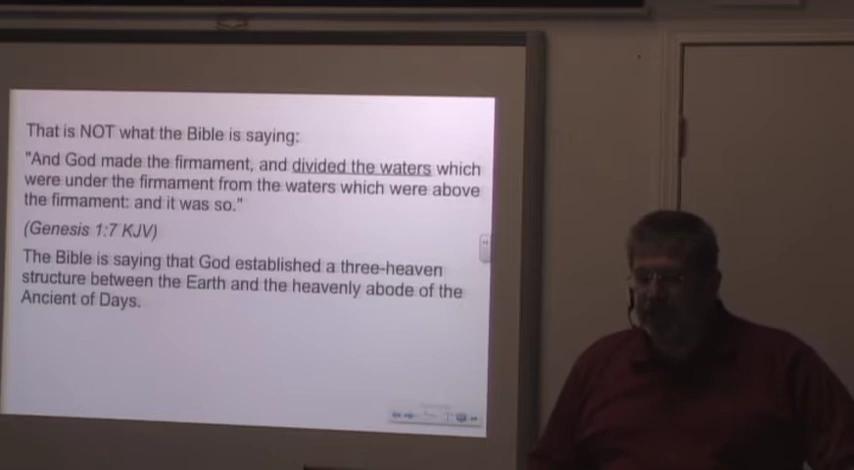 That is NOT what the Bible is saying:
"And God made the firmament, and divided the waters which
were under the firmament from the waters which were above
the firmament: and it was so."
(Genesis 1:7 KJV)
The Bible is saying that God established a three-heaven
structure between the Earth and the heavenly abode of the
Ancient of Days.